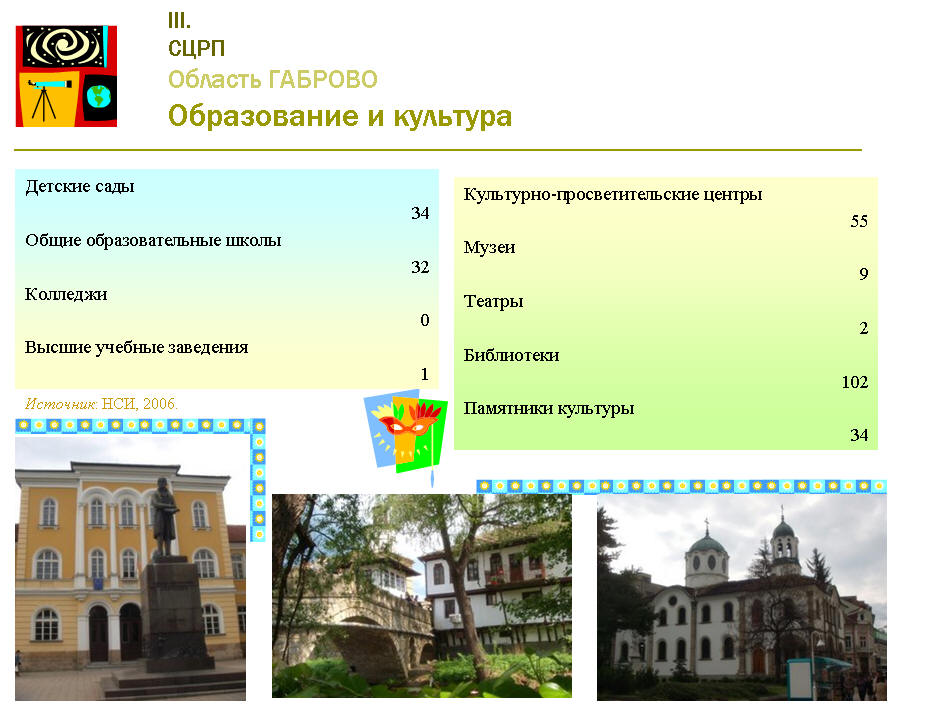 III.
СЦРП
Область ГАБРОВО
Образование и культура
Детские сады
34
Общие образовательные школы
32
Колледжи
0
Высшие учебные заведения
1
Источник: НСИ, 2006.
Культурно-просветительские центры
55
Музеи
9
Театры
2
Библиотеки
102
Памятники культуры
34